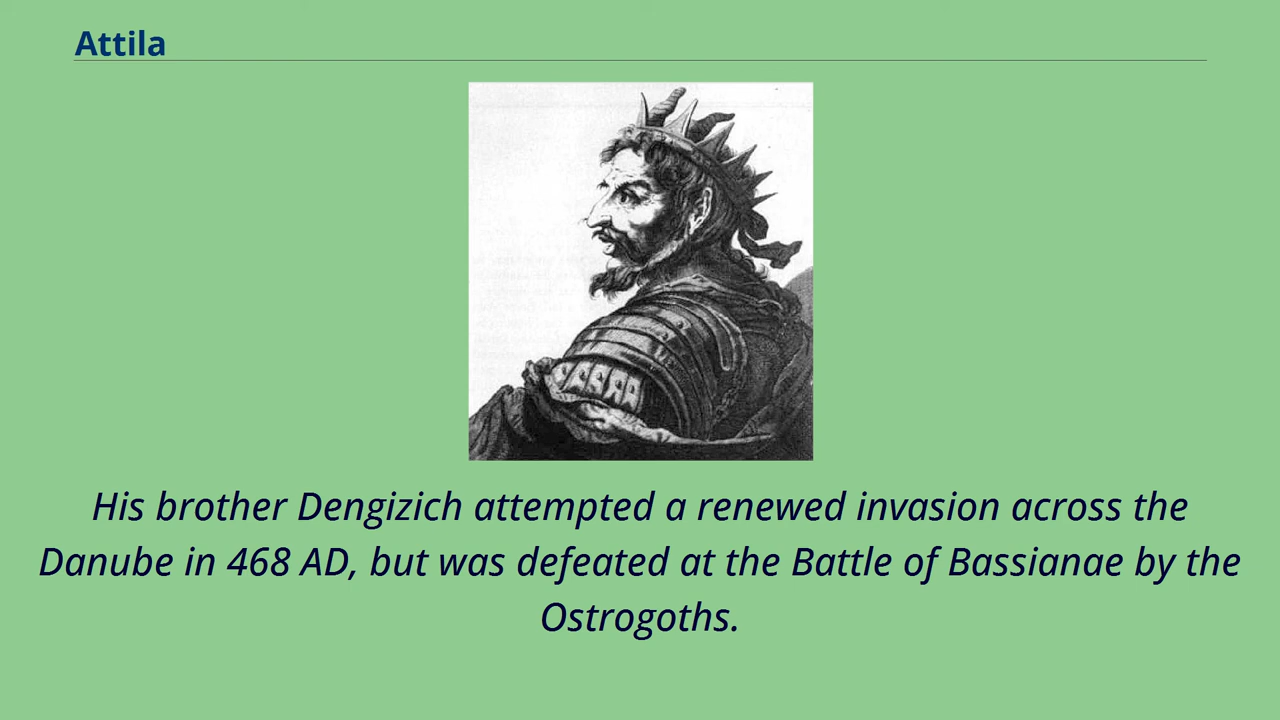 Attila
His brother Dengizich attempted a renewed invasion across the
Danube in 468 AD, but was defeated at the Battle of Bassianae by the
Ostrogoths.